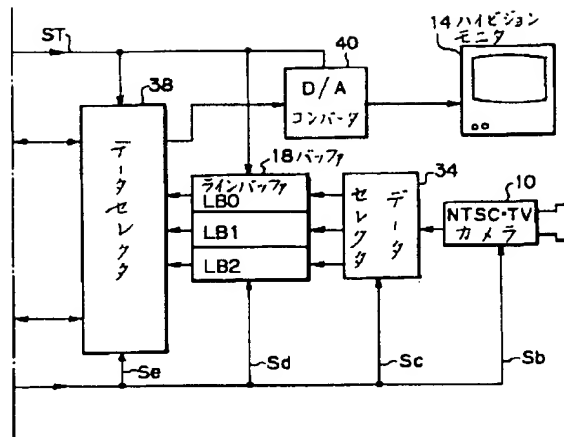 ST
14 ハイビジョン
モニタ
40
D/A
コンバータ
38
データセレクタ
18 バッファ
ラインバッファ
LB0
LB1
LB2
34
データ
セレクタ
10
NTSC・TV
カメラ
Se
Sd
Sc
Sb